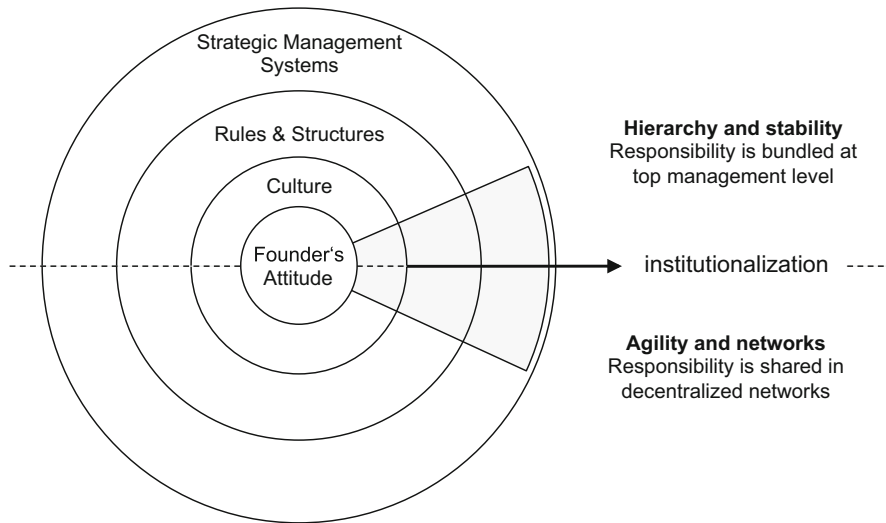 Strategic Management
Systems
Rules & Structures
Culture
Founder‘s
Attitude
Hierarchy and stability
Responsibility is bundled at
top management level
institutionalization
Agility and networks
Responsibility is shared in
decentralized networks